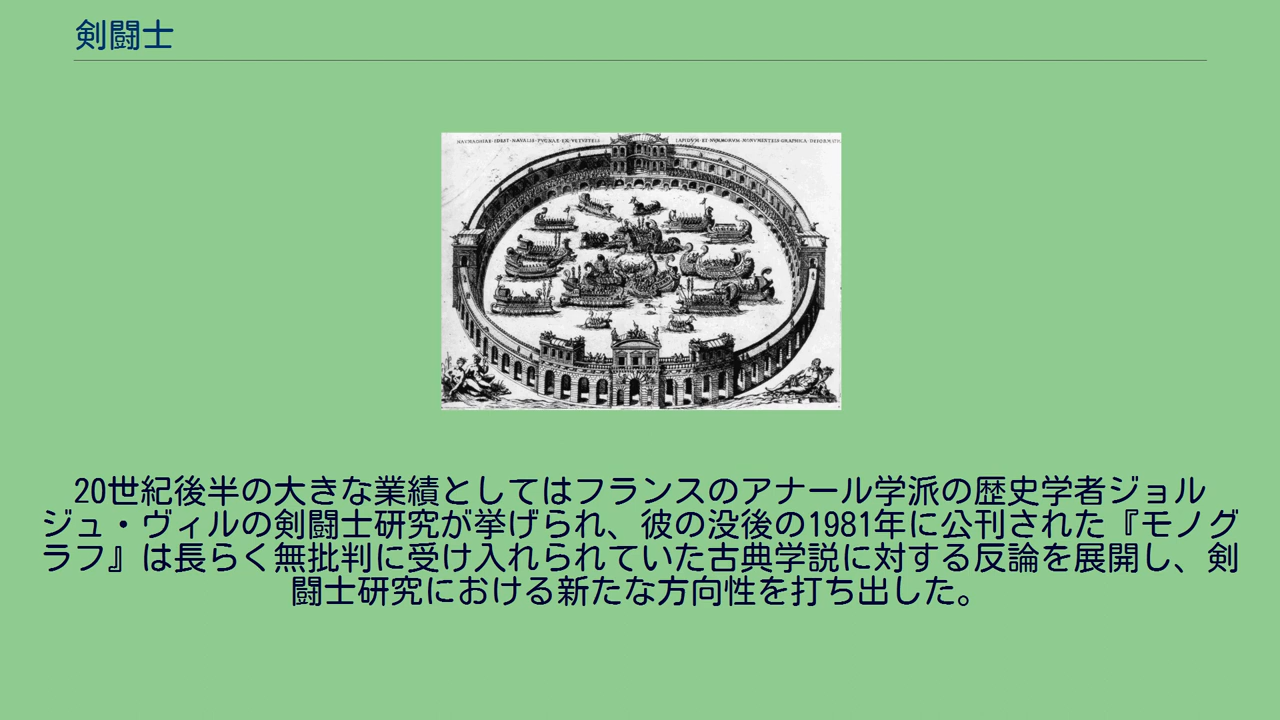 剣闘士
20世紀後半の大きな業績としてはフランスのアナール学派の歴史学者ジョル
ジュ・ヴィルの剣闘士研究が挙げられ、彼の没後の1981年に公刊された『モノグ
ラフ』は長らく無批判に受け入れられていた古典学説に対する反論を展開し、剣
闘士研究における新たな方向性を打ち出した。